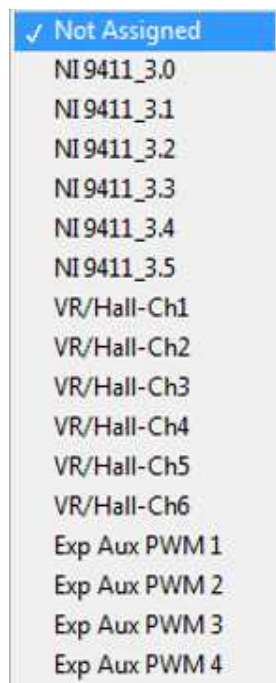 ✓ Not Assigned
NI 9411_3.0
NI 9411_3.1
NI 9411_3.2
NI 9411_3.3
NI 9411_3.4
NI 9411_3.5
VR/Hall-Ch1
VR/Hall-Ch2
VR/Hall-Ch3
VR/Hall-Ch4
VR/Hall-Ch5
VR/Hall-Ch6
Exp Aux PWM 1
Exp Aux PWM 2
Exp Aux PWM 3
Exp Aux PWM 4